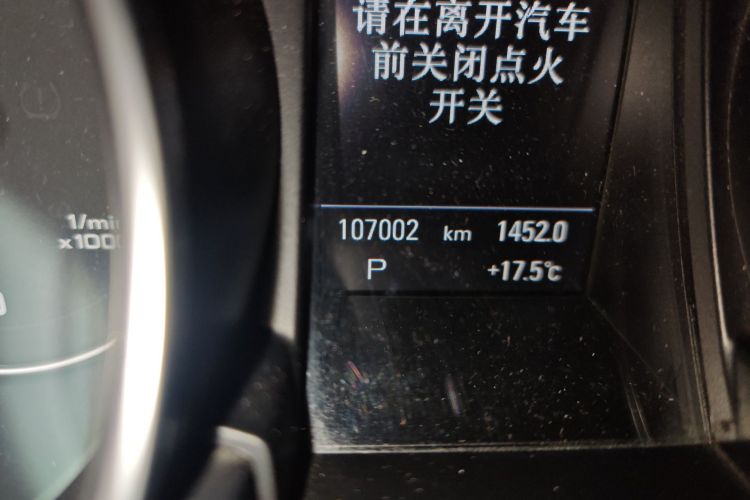 请在离开汽车
前关闭点火
开关
1/min
x1000
107002 km 1452.0
P +17.5℃